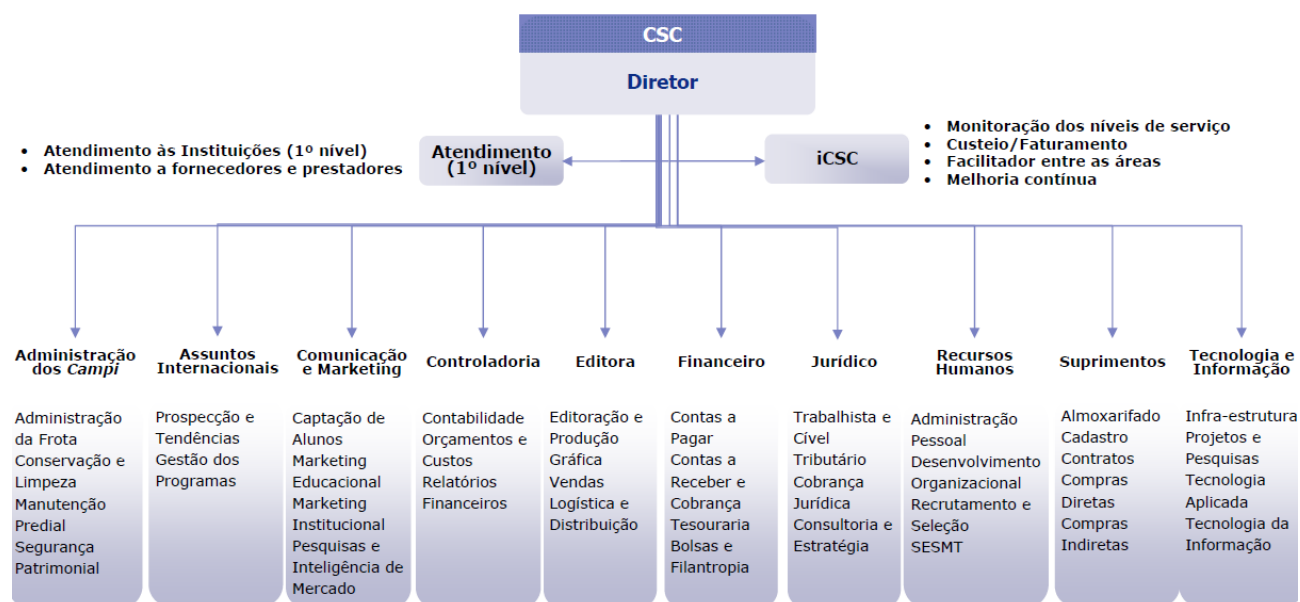 CSC
Diretor
• Atendimento às Instituições (1º nível)
• Atendimento a fornecedores e prestadores
Atendimento
(1º nível)
iCSC
• Monitoração dos níveis de serviço
• Custeio/Faturamento
• Facilitador entre as áreas
• Melhoria contínua
Administração
dos Campi
Administração
da Frota
Conservação e
Limpeza
Manutenção
Predial
Segurança
Patrimonial
Assuntos
Internacionais
Prospecção e
Tendências
Gestão dos
Programas
Comunicação
e Marketing
Captação de
Alunos
Marketing
Educacional
Marketing
Institucional
Pesquisas e
Inteligência de
Mercado
Controladoria
Contabilidade
Orçamentos e
Custos
Relatórios
Financeiros
Editora
Editoração e
Produção
Gráfica
Vendas
Logística e
Distribuição
Financeiro
Contas a
Pagar
Contas a
Receber e
Cobrança
Tesouraria
Bolsas e
Filantropia
Jurídico
Trabalhista e
Cível
Tributário
Cobrança
Jurídica
Consultoria e
Estratégia
Recursos
Humanos
Administração
Pessoal
Desenvolvimento
Organizacional
Recrutamento e
Seleção
SESMT
Suprimentos
Almoxarifado
Cadastro
Contratos
Compras
Diretas
Compras
Indiretas
Tecnologia e
Informação
Infra-estrutura
Projetos e
Pesquisas
Tecnologia
Aplicada
Tecnologia da
Informação